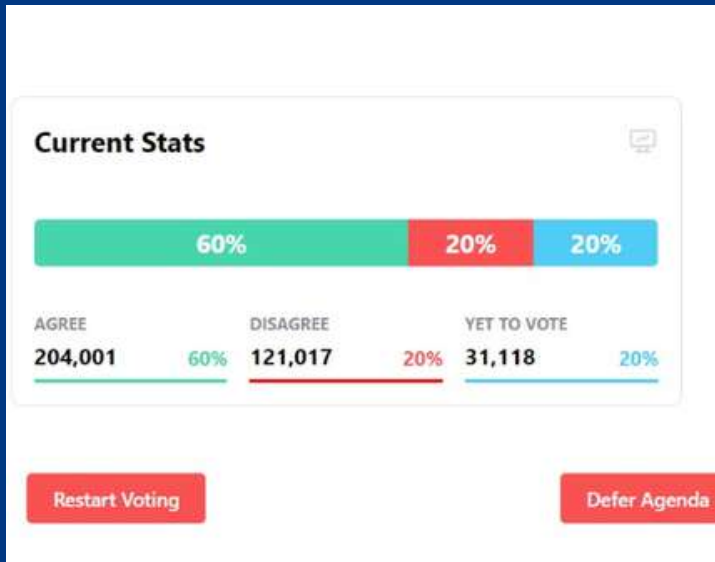 Current Stats
60% 20% 20%
AGREE DISAGREE YET TO VOTE
204,001 60% 121,017 20% 31,118 20%
Restart Voting Defer Agenda